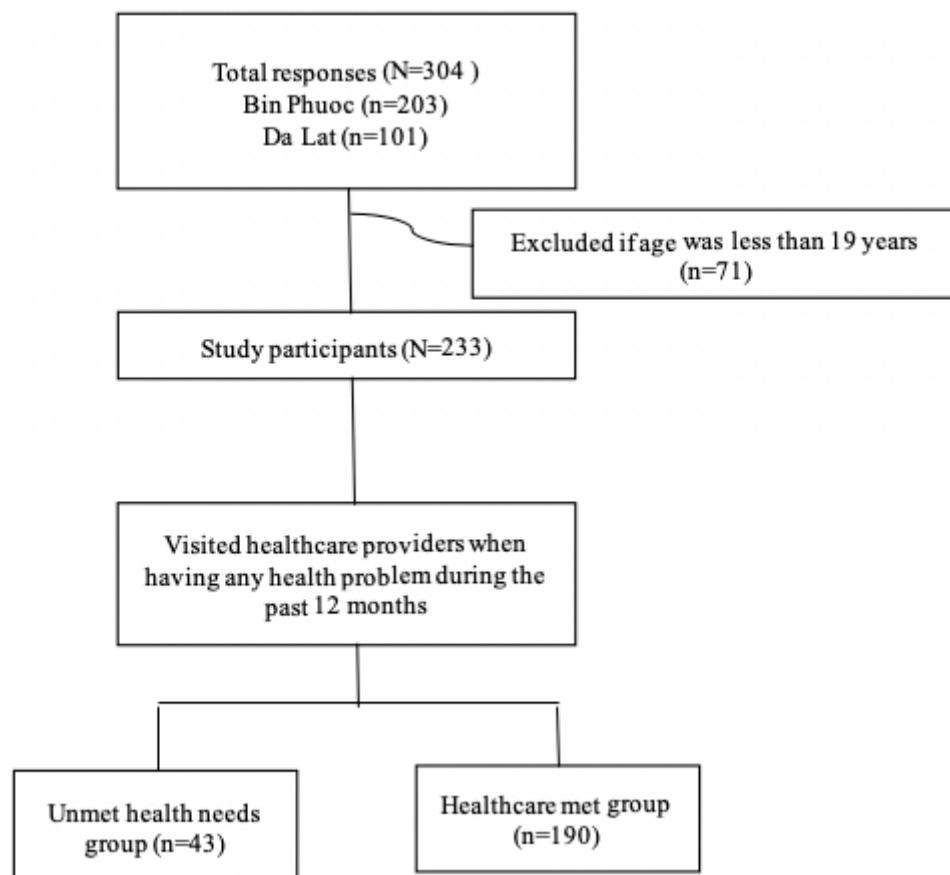 Total responses (N=304 )
Bin Phuoc (n=203)
Da Lat (n=101)
Excluded if age was less than 19 years
(n=71)
Study participants (N=233)
Visited healthcare providers when
having any health problem during the
past 12 months
Unmet health needs
group (n=43)
Healthcare met group
(n=190)